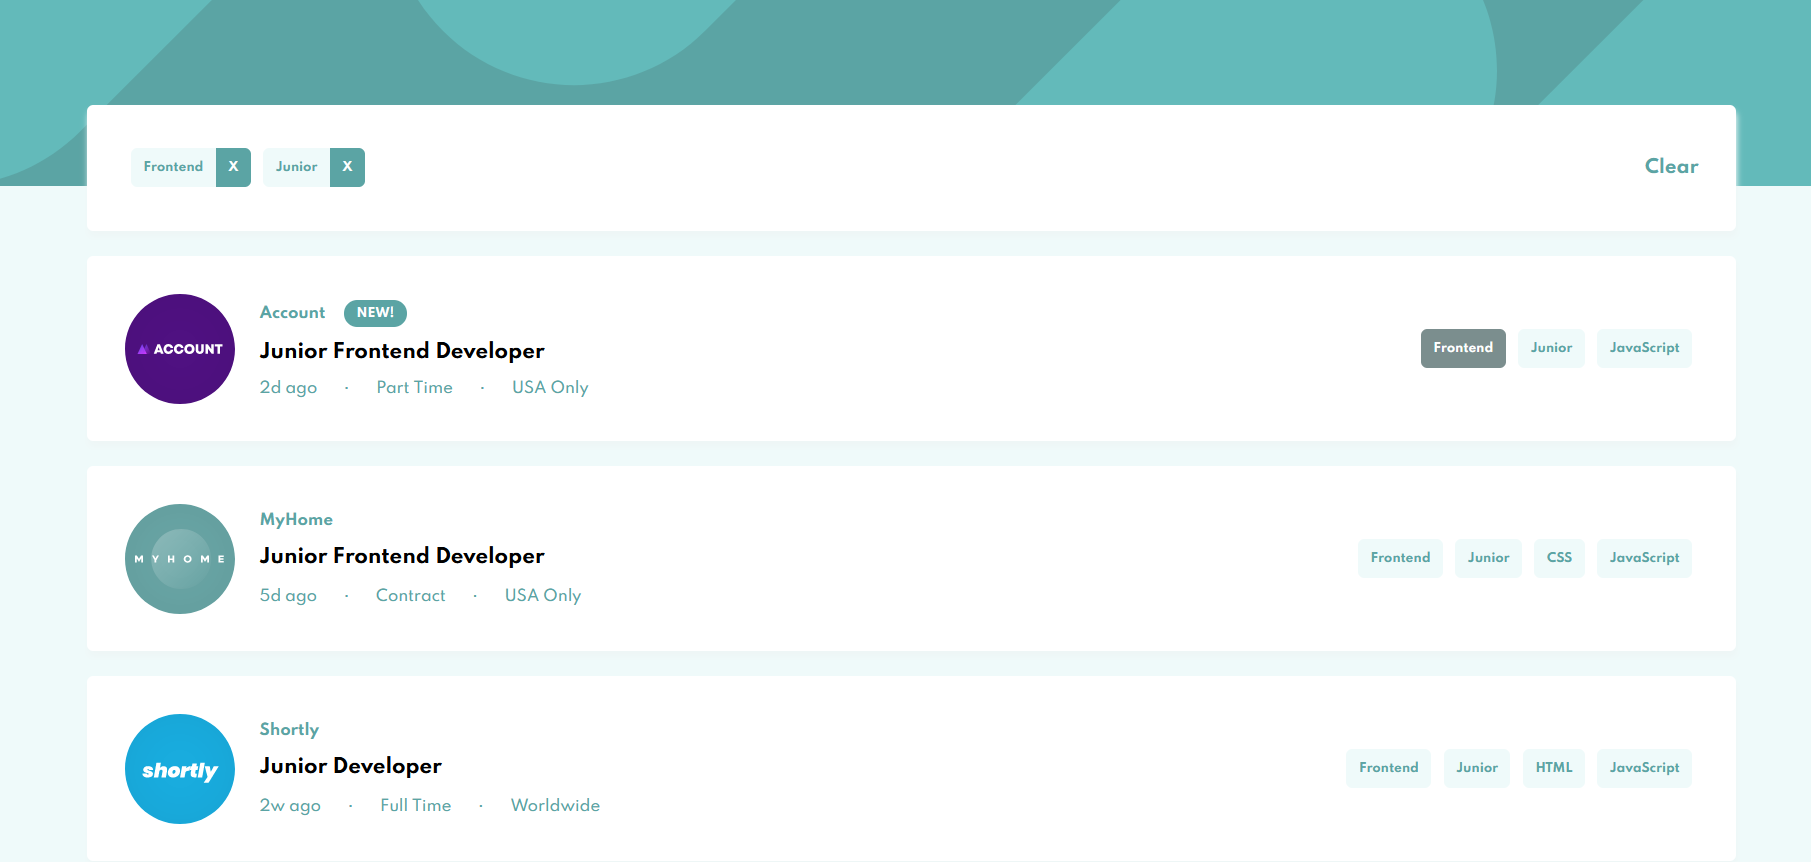 Frontend X Junior X Clear
ACCOUNT
Account NEW!
Junior Frontend Developer
2d ago · Part Time · USA Only
Frontend Junior JavaScript
MYHOME
MyHome
Junior Frontend Developer
5d ago · Contract · USA Only
Frontend Junior CSS JavaScript
shortly
Shortly
Junior Developer
2w ago · Full Time · Worldwide
Frontend Junior HTML JavaScript